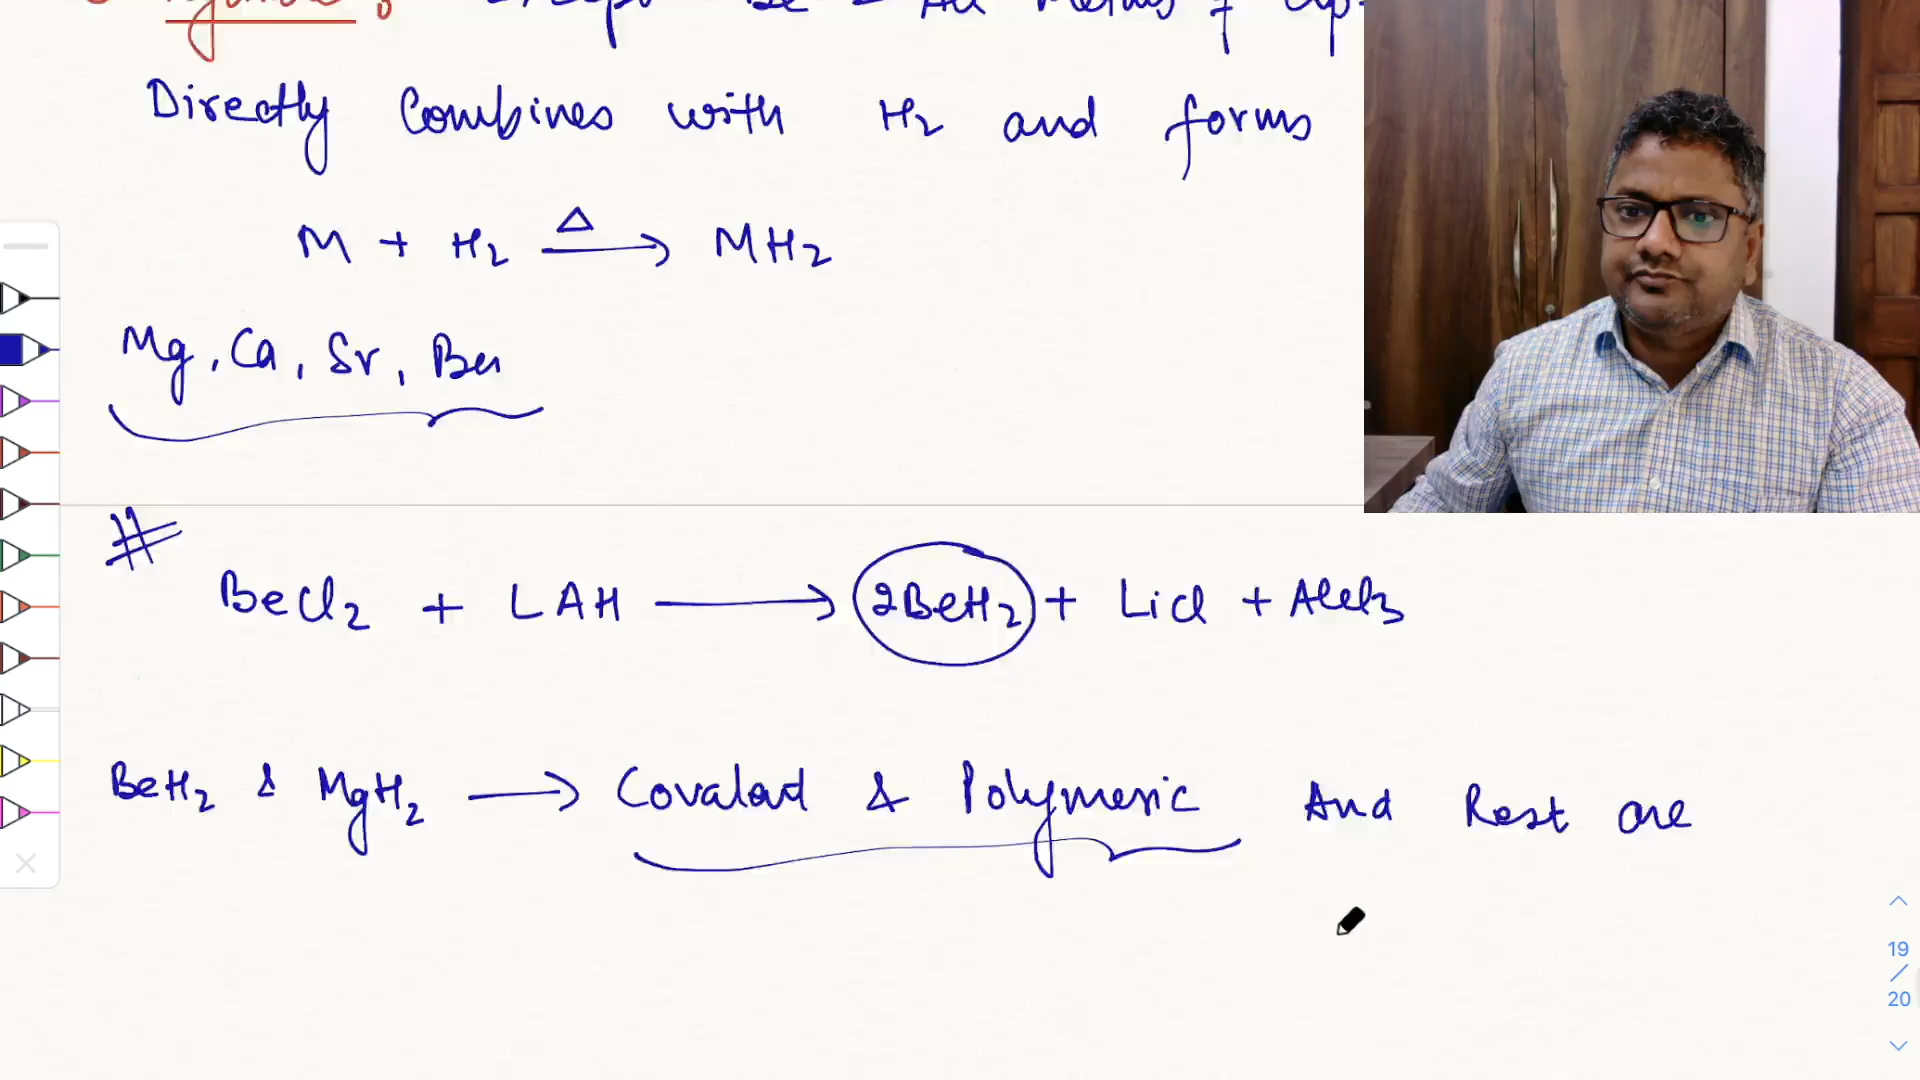 Directly Combines with H2 and forms
M + H2 △→ MH2
Mg, Ca, Sr, Ba
#
BeCl2 + LAH → 2BeH2 + LiCl + AlCl3
BeH2 & MgH2 → Covalent & Polymeric And Rest are
19
/
20